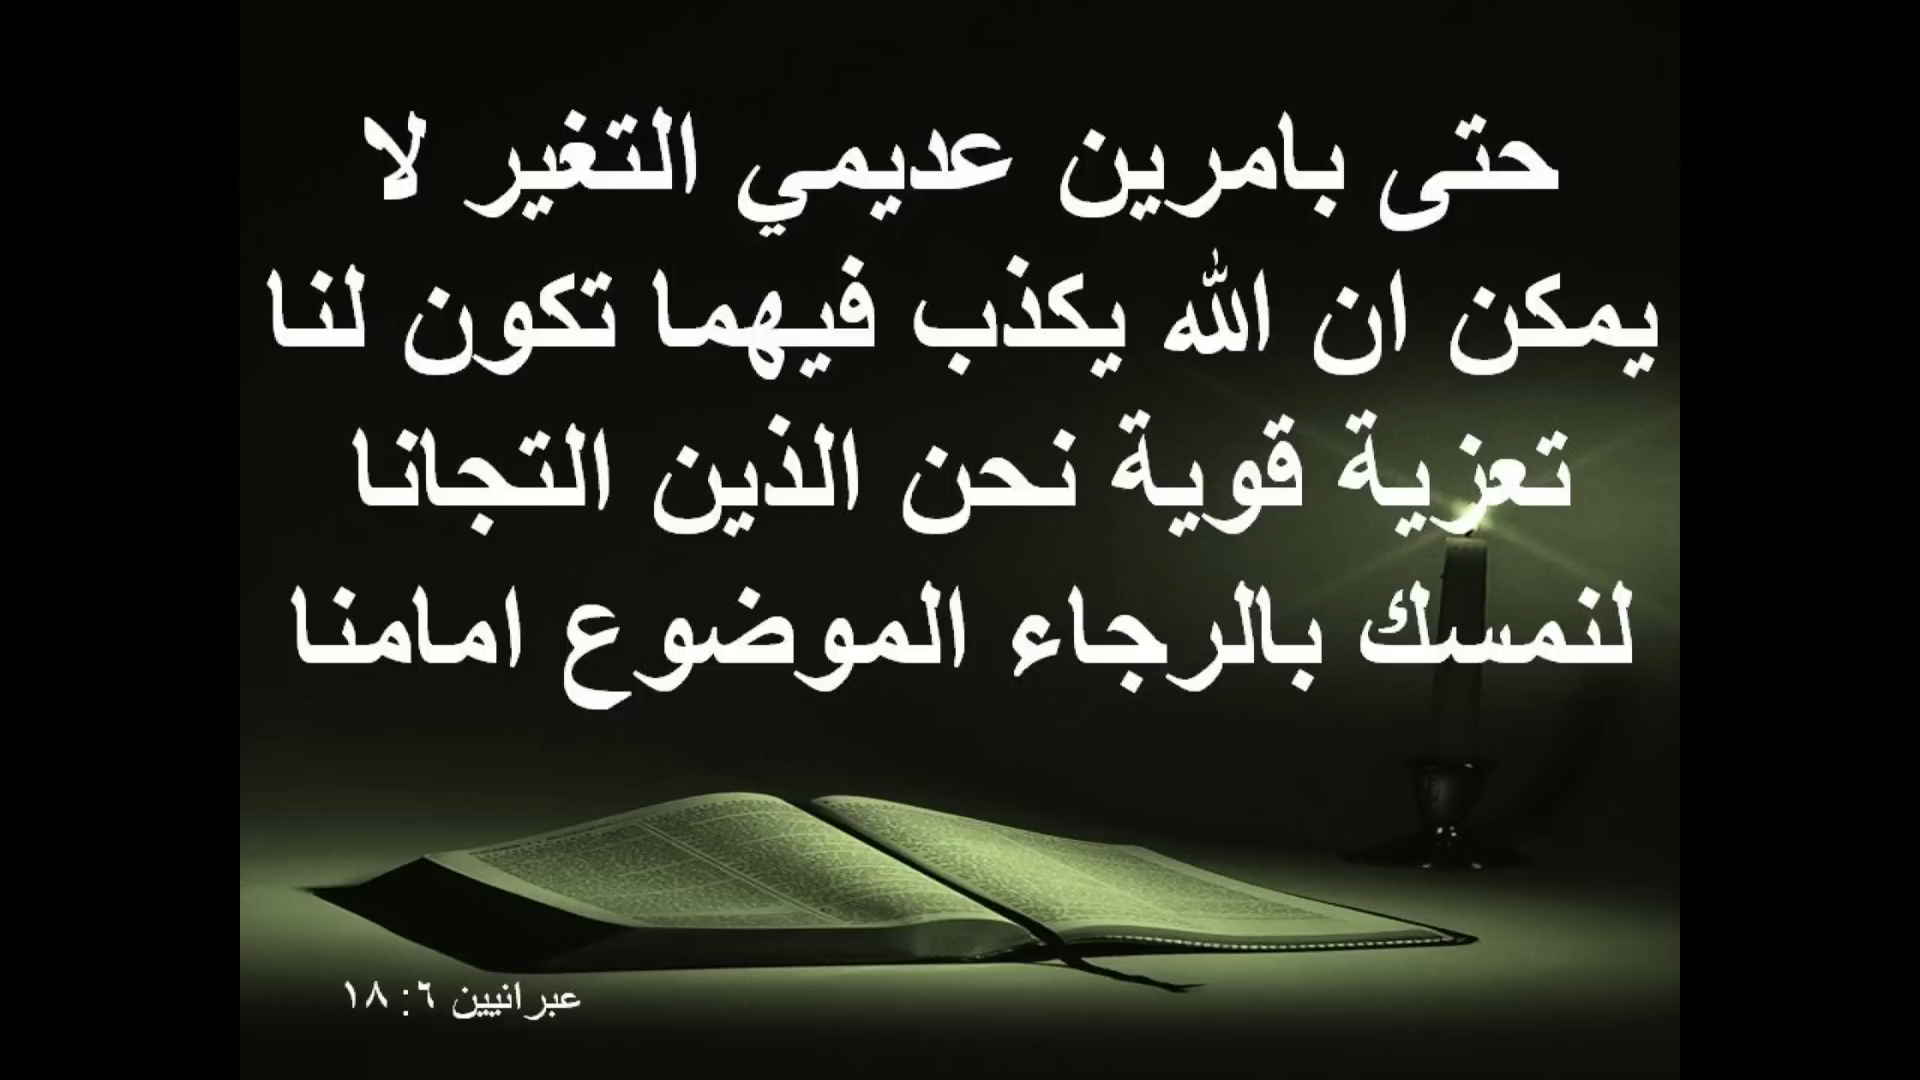 حتى بامرين عديمي التغير لا
يمكن ان الله يكذب فيهما تكون لنا
تعزية قوية نحن الذين التجانا
لنمسك بالرجاء الموضوع امامنا
عبرانيين ٦: ١٨